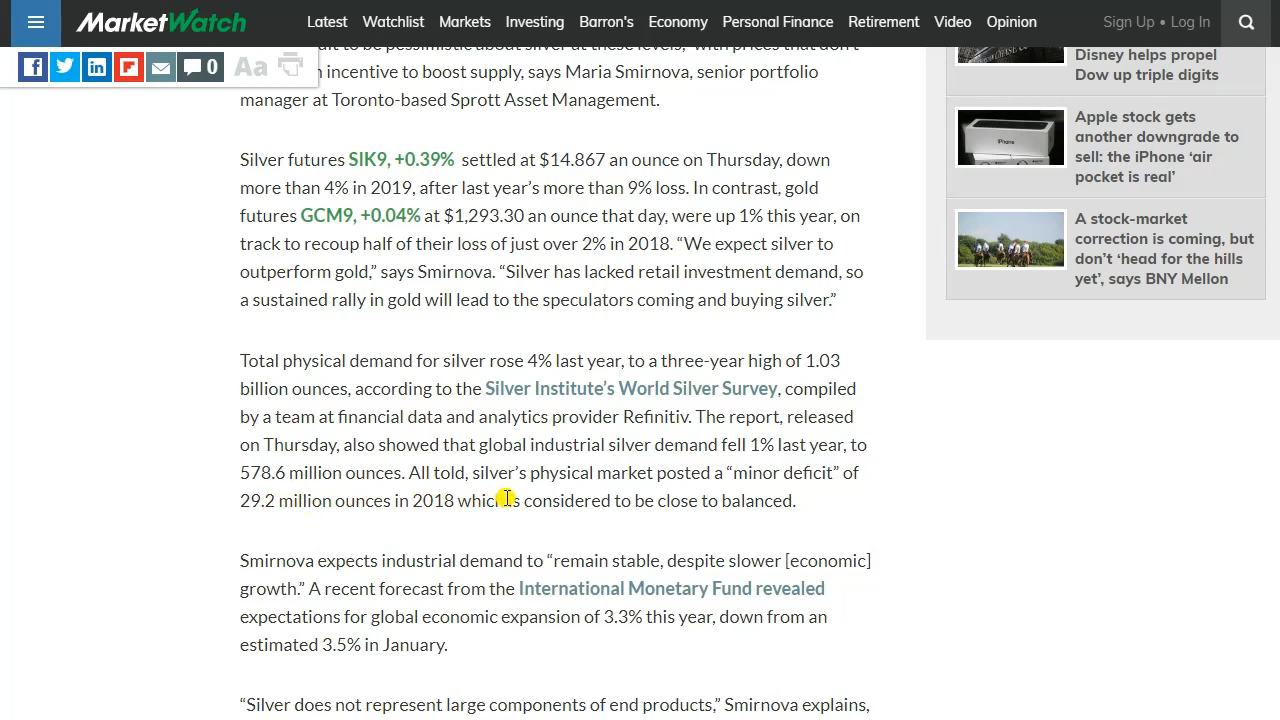 MarketWatch
Latest Watchlist Markets Investing Barron's Economy Personal Finance Retirement Video Opinion
Sign Up • Log In
0
Aa
to be pessimistic about silver at these levels,” with prices that don’t
incentive to boost supply, says Maria Smirnova, senior portfolio
manager at Toronto-based Sprott Asset Management.
Silver futures SIK9, +0.39% settled at $14.867 an ounce on Thursday, down
more than 4% in 2019, after last year’s more than 9% loss. In contrast, gold
futures GCM9, +0.04% at $1,293.30 an ounce that day, were up 1% this year, on
track to recoup half of their loss of just over 2% in 2018. “We expect silver to
outperform gold,” says Smirnova. “Silver has lacked retail investment demand, so
a sustained rally in gold will lead to the speculators coming and buying silver.”
Total physical demand for silver rose 4% last year, to a three-year high of 1.03
billion ounces, according to the Silver Institute’s World Silver Survey, compiled
by a team at financial data and analytics provider Refinitiv. The report, released
on Thursday, also showed that global industrial silver demand fell 1% last year, to
578.6 million ounces. All told, silver’s physical market posted a “minor deficit” of
29.2 million ounces in 2018 which is considered to be close to balanced.
Smirnova expects industrial demand to “remain stable, despite slower [economic]
growth.” A recent forecast from the International Monetary Fund revealed
expectations for global economic expansion of 3.3% this year, down from an
estimated 3.5% in January.
“Silver does not represent large components of end products,” Smirnova explains,
Disney helps propel
Dow up triple digits
iPhone
Apple stock gets
another downgrade to
sell: the iPhone ‘air
pocket is real’
A stock-market
correction is coming, but
don’t ‘head for the hills
yet’, says BNY Mellon